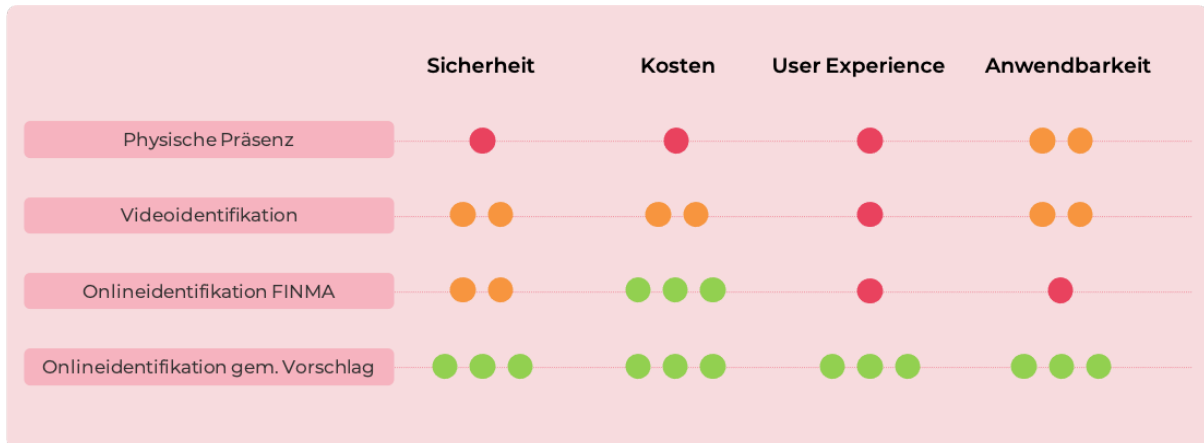 Sicherheit Kosten User Experience Anwendbarkeit
Physische Präsenz
Videoidentifikation
Onlineidentifikation FINMA
Onlineidentifikation gem. Vorschlag